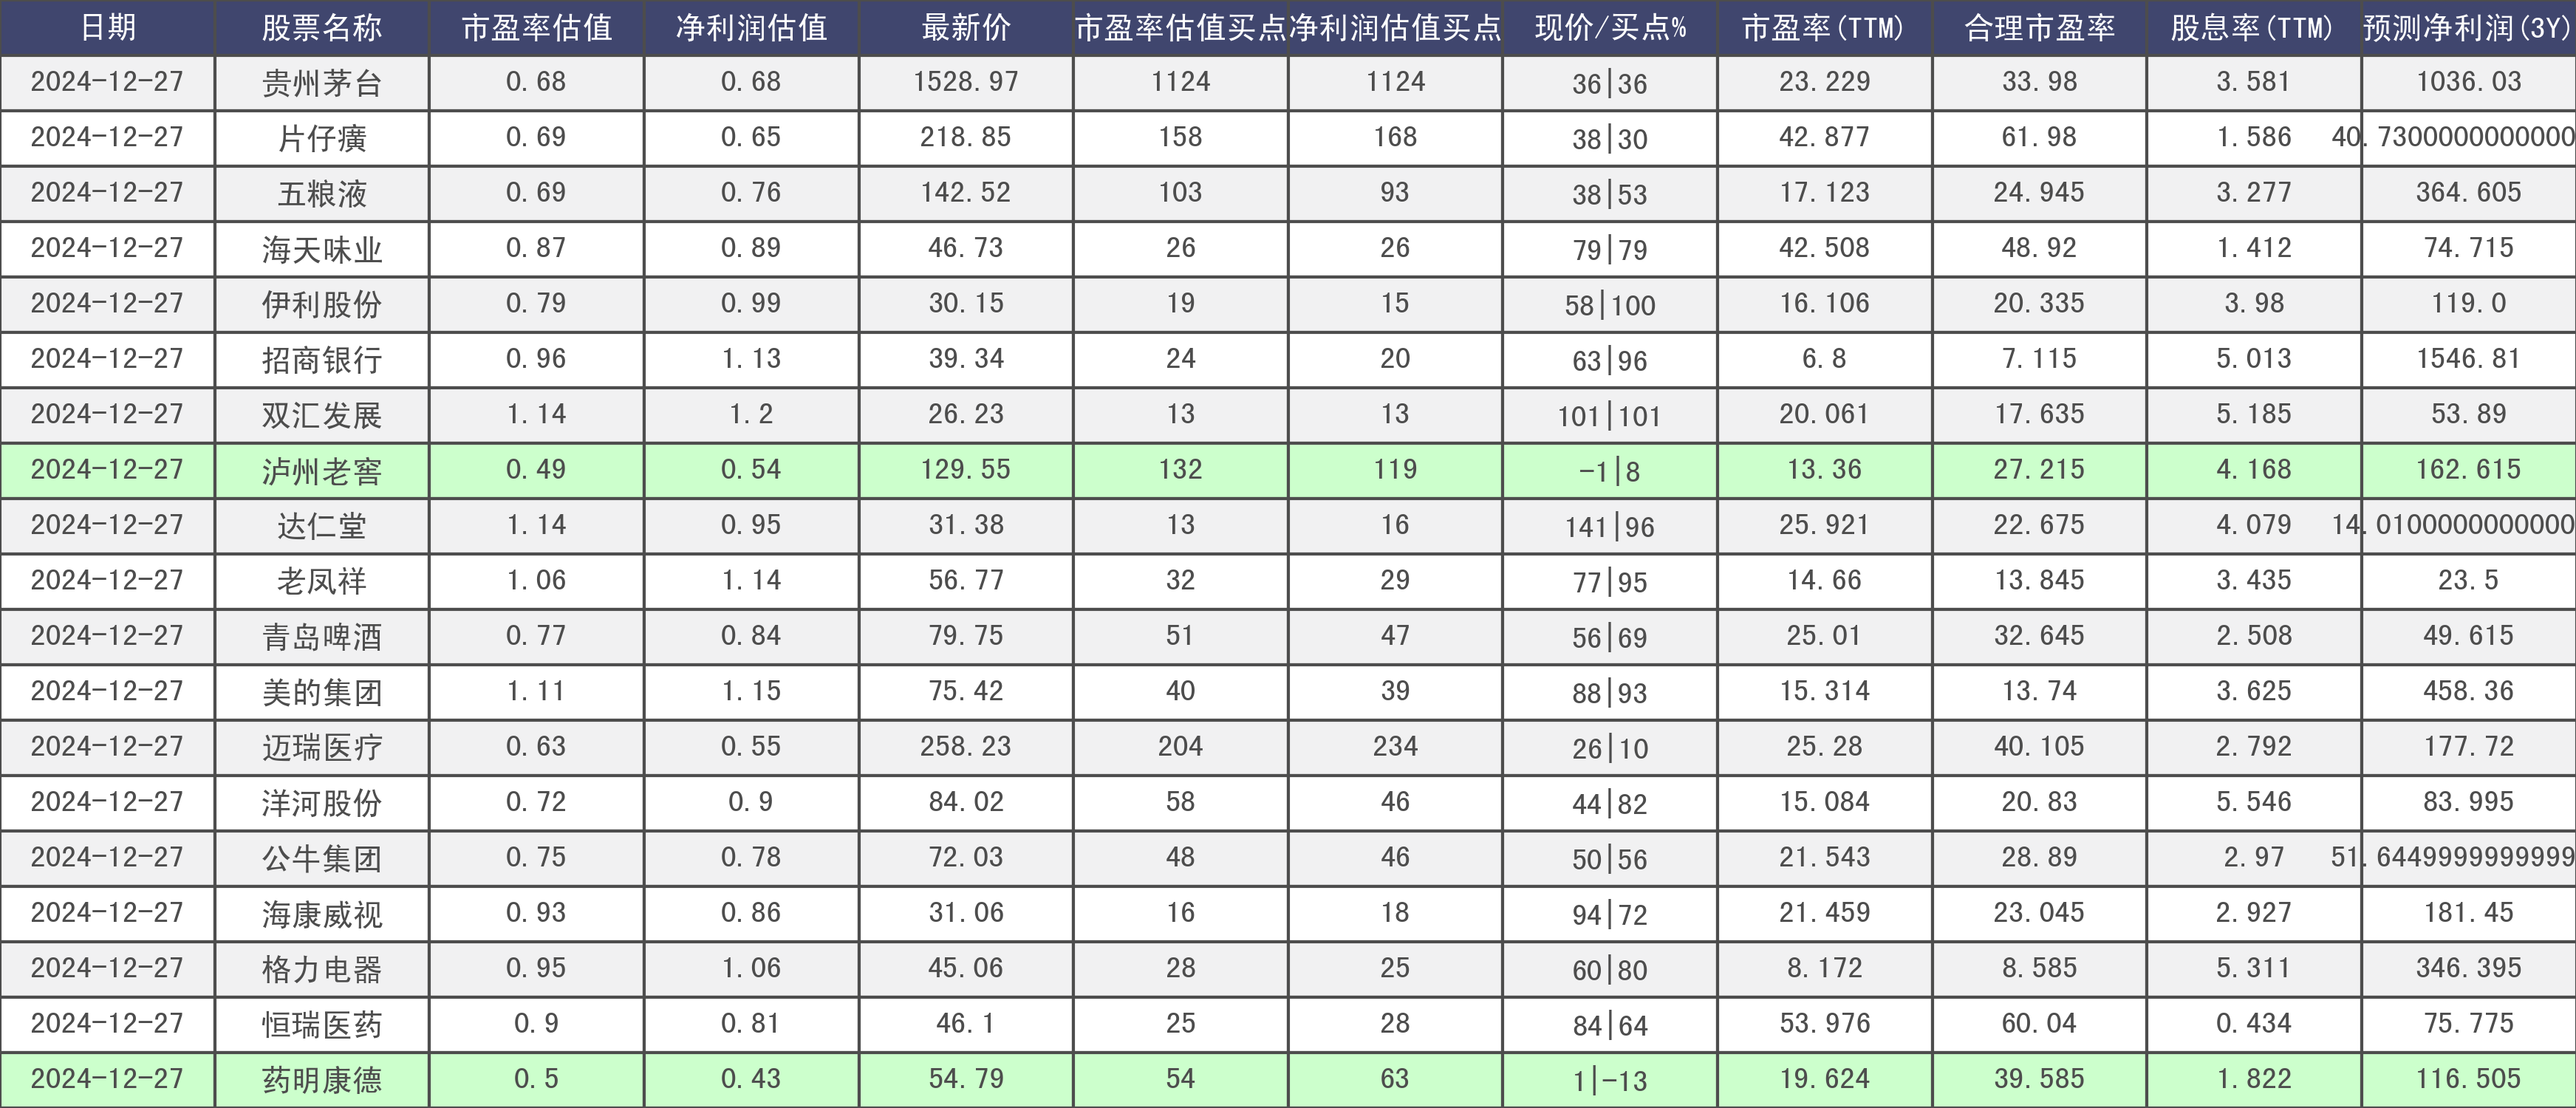 日期 股票名称 市盈率估值 净利润估值 最新价 市盈率估值买点 净利润估值买点 现价/买点% 市盈率(TTM) 合理市盈率 股息率(TTM) 预测净利润(3Y)
2024-12-27 贵州茅台 0.68 0.68 1528.97 1124 1124 36|36 23.229 33.98 3.581 1036.03
2024-12-27 片仔癀 0.69 0.65 218.85 158 168 38|30 42.877 61.98 1.586 40.7300000000000
2024-12-27 五粮液 0.69 0.76 142.52 103 93 38|53 17.123 24.945 3.277 364.605
2024-12-27 海天味业 0.87 0.89 46.73 26 26 79|79 42.508 48.92 1.412 74.715
2024-12-27 伊利股份 0.79 0.99 30.15 19 15 58|100 16.106 20.335 3.98 119.0
2024-12-27 招商银行 0.96 1.13 39.34 24 20 63|96 6.8 7.115 5.013 1546.81
2024-12-27 双汇发展 1.14 1.2 26.23 13 13 101|101 20.061 17.635 5.185 53.89
2024-12-27 泸州老窖 0.49 0.54 129.55 132 119 -1|8 13.36 27.215 4.168 162.615
2024-12-27 达仁堂 1.14 0.95 31.38 13 16 141|96 25.921 22.675 4.079 14.0100000000000
2024-12-27 老凤祥 1.06 1.14 56.77 32 29 77|95 14.66 13.845 3.435 23.5
2024-12-27 青岛啤酒 0.77 0.84 79.75 51 47 56|69 25.01 32.645 2.508 49.615
2024-12-27 美的集团 1.11 1.15 75.42 40 39 88|93 15.314 13.74 3.625 458.36
2024-12-27 迈瑞医疗 0.63 0.55 258.23 204 234 26|10 25.28 40.105 2.792 177.72
2024-12-27 洋河股份 0.72 0.9 84.02 58 46 44|82 15.084 20.83 5.546 83.995
2024-12-27 公牛集团 0.75 0.78 72.03 48 46 50|56 21.543 28.89 2.97 51.6449999999999
2024-12-27 海康威视 0.93 0.86 31.06 16 18 94|72 21.459 23.045 2.927 181.45
2024-12-27 格力电器 0.95 1.06 45.06 28 25 60|80 8.172 8.585 5.311 346.395
2024-12-27 恒瑞医药 0.9 0.81 46.1 25 28 84|64 53.976 60.04 0.434 75.775
2024-12-27 药明康德 0.5 0.43 54.79 54 63 1|-13 19.624 39.585 1.822 116.505